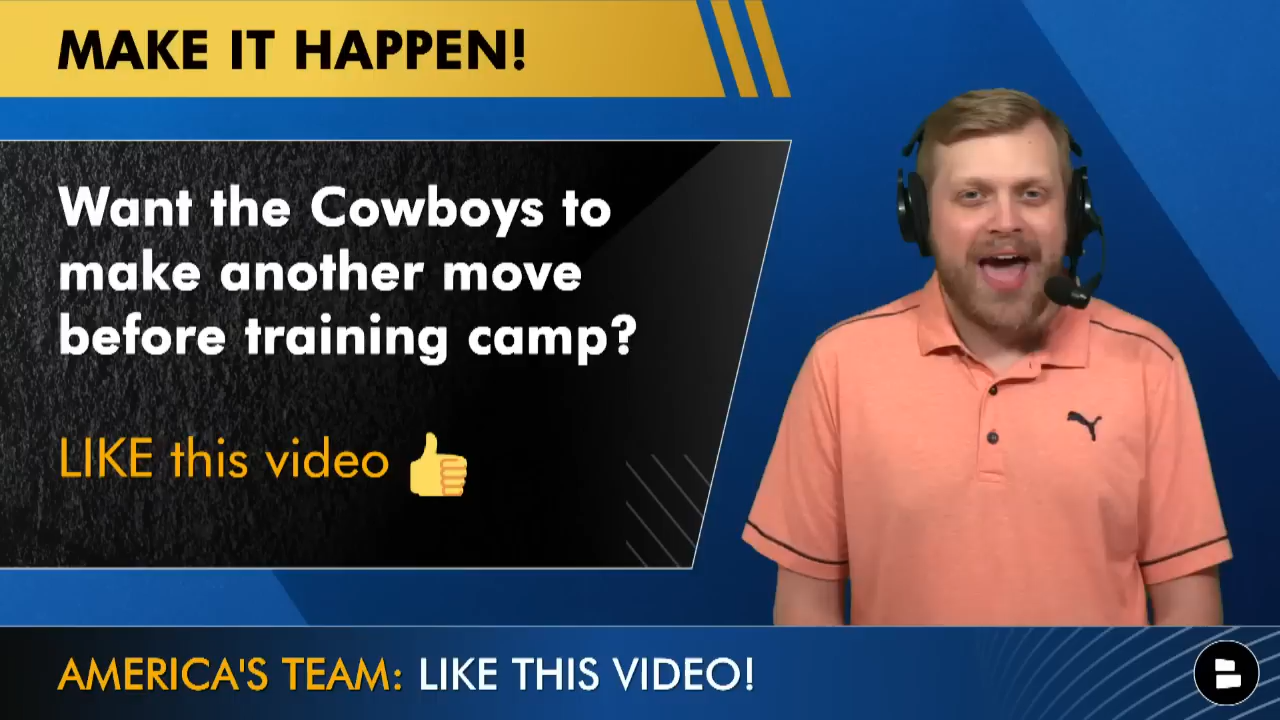 MAKE IT HAPPEN!
Want the Cowboys to
make another move
before training camp?
LIKE this video
AMERICA'S TEAM: LIKE THIS VIDEO!